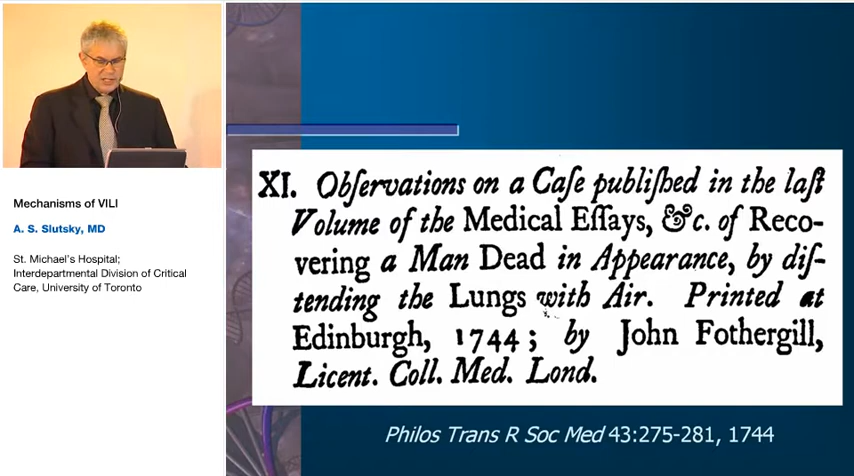 Mechanisms of VILI
A. S. Slutsky, MD
St. Michael's Hospital;
Interdepartmental Division of Critical
Care, University of Toronto
XI. Obſervations on a Caſe publiſhed in the laſt
Volume of the Medical Eſſays, &c. of Reco-
vering a Man Dead in Appearance, by diſ-
tending the Lungs with Air. Printed at
Edinburgh, 1744; by John Fothergill,
Licent. Coll. Med. Lond.
Philos Trans R Soc Med 43:275-281, 1744